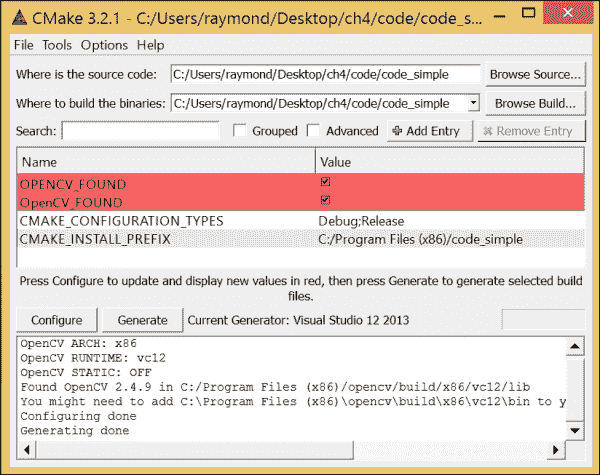 CMake 3.2.1 - C:/Users/raymond/Desktop/ch4/code/code_s...
File Tools Options Help
Where is the source code: C:/Users/raymond/Desktop/ch4/code/code_simple Browse Source...
Where to build the binaries: C:/Users/raymond/Desktop/ch4/code/code_simple Browse Build...
Search: Grouped Advanced Add Entry Remove Entry
Name Value
OPENCV_FOUND
OpenCV_FOUND
CMAKE_CONFIGURATION_TYPES Debug;Release
CMAKE_INSTALL_PREFIX C:/Program Files (x86)/code_simple
Press Configure to update and display new values in red, then press Generate to generate selected build
files.
Configure Generate Current Generator: Visual Studio 12 2013
OpenCV ARCH: x86
OpenCV RUNTIME: vc12
OpenCV STATIC: OFF
Found OpenCV 2.4.9 in C:/Program Files (x86)/opencv/build/x86/vc12/lib
You might need to add C:\Program Files (x86)\opencv\build\x86\vc12\bin to y
Configuring done
Generating done